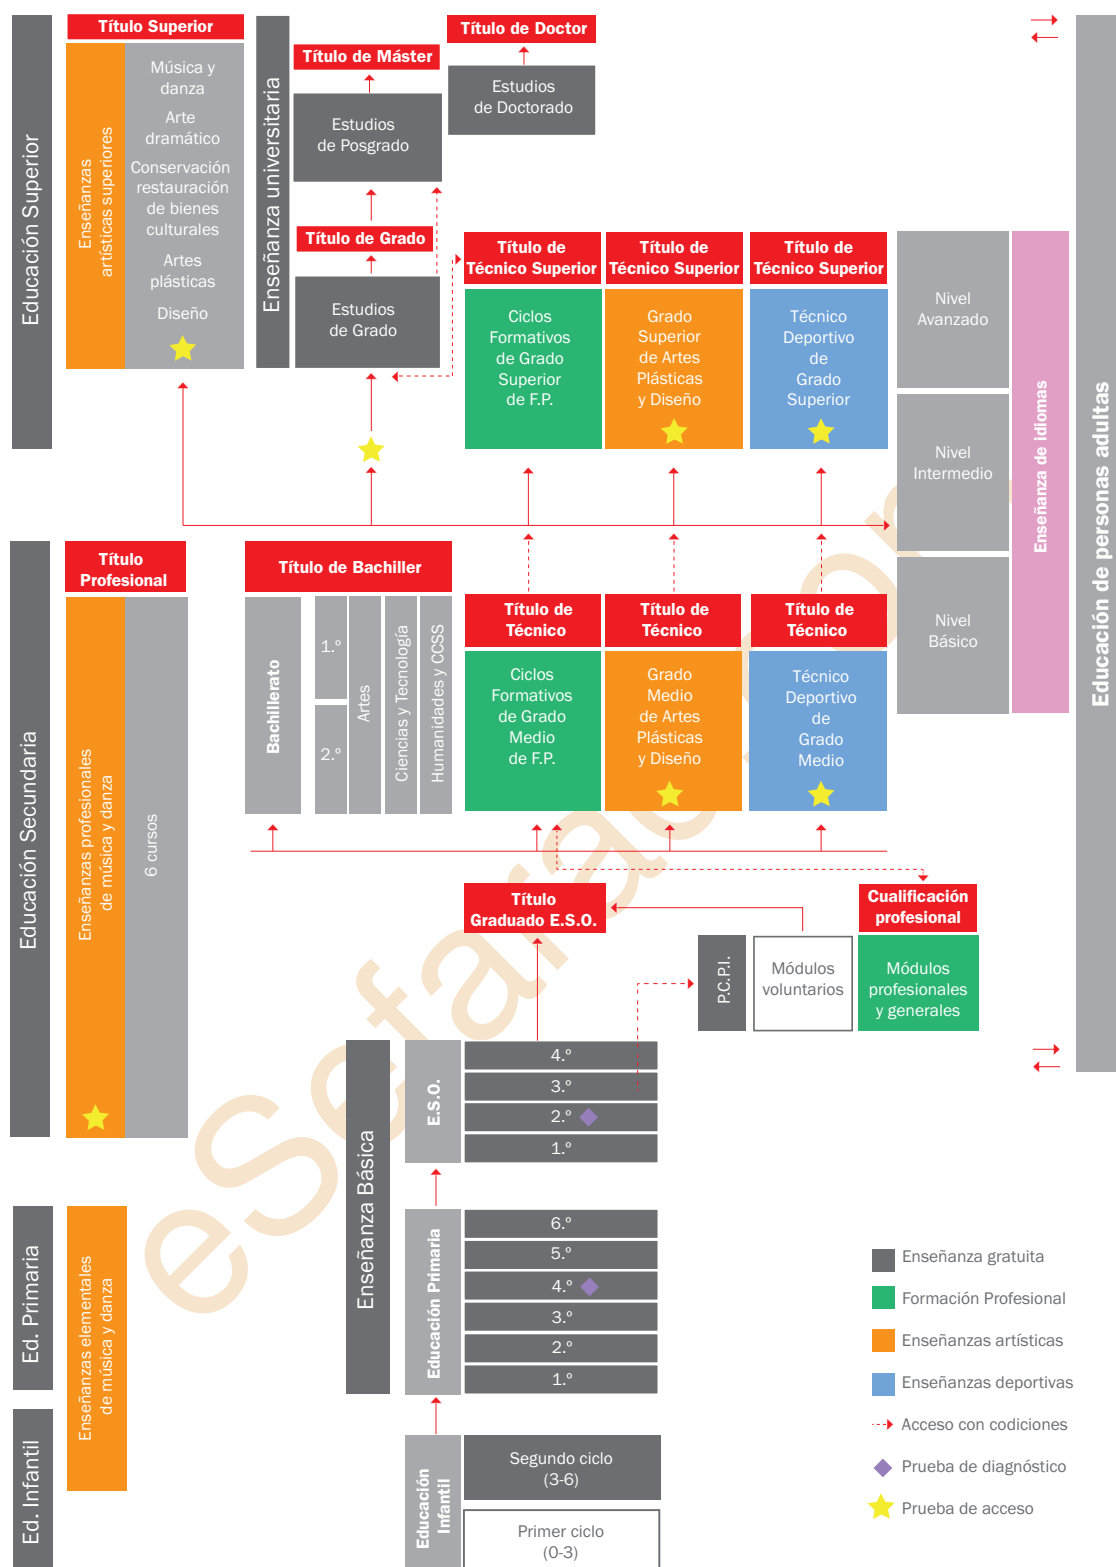 Título Superior
Música y
danza
Arte
dramático
Conservación
restauración
de bienes
culturales
Artes
plásticas
Diseño
Enseñanzas
artísticas superiores
Educación Superior
Enseñanza universitaria
Título de Máster
Estudios
de Posgrado
Título de Grado
Estudios
de Grado
Título de Doctor
Estudios
de Doctorado
Título de
Técnico Superior
Ciclos
Formativos
de Grado
Superior
de F.P.
Título de
Técnico Superior
Grado
Superior
de Artes
Plásticas
y Diseño
Título de
Técnico Superior
Técnico
Deportivo
de
Grado
Superior
Nivel
Avanzado
Nivel
Intermedio
Nivel
Básico
Enseñanza de idiomas
Educación de personas adultas
Educación Secundaria
Título
Profesional
Enseñanzas profesionales
de música y danza
6 cursos
Título de Bachiller
Bachillerato
1.º
2.º
Artes
Ciencias y Tecnología
Humanidades y CCSS
Título de
Técnico
Ciclos
Formativos
de Grado
Medio
de F.P.
Título de
Técnico
Grado
Medio
de Artes
Plásticas
y Diseño
Título de
Técnico
Técnico
Deportivo
de
Grado
Medio
Título
Graduado E.S.O.
Cualificación
profesional
P.C.P.I.
Módulos
voluntarios
Módulos
profesionales
y generales
Enseñanza Básica
E.S.O.
4.º
3.º
2.º
1.º
Educación Primaria
6.º
5.º
4.º
3.º
2.º
1.º
Ed. Primaria
Ed. Infantil
Enseñanzas elementales
de música y danza
Educación
Infantil
Segundo ciclo
(3-6)
Primer ciclo
(0-3)
Enseñanza gratuita
Formación Profesional
Enseñanzas artísticas
Enseñanzas deportivas
Acceso con codiciones
Prueba de diagnóstico
Prueba de acceso